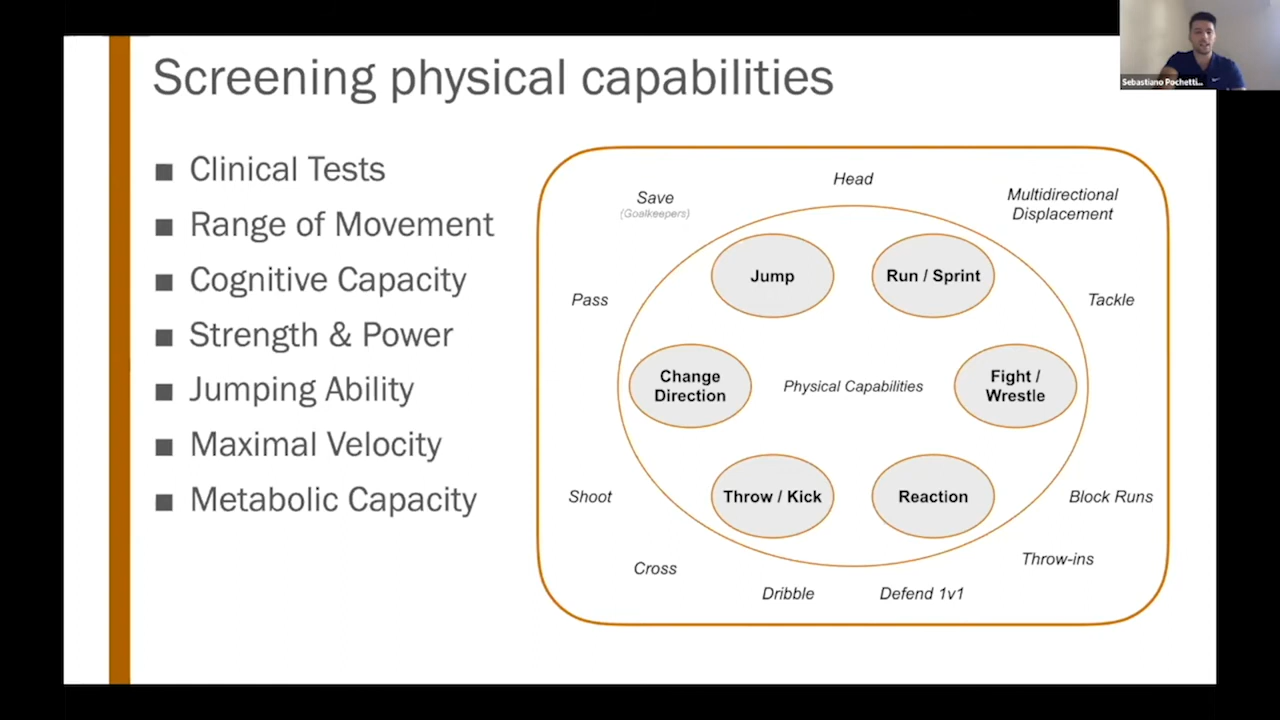 Screening physical capabilities
Sebastiano Pochetti...
■ Clinical Tests
■ Range of Movement
■ Cognitive Capacity
■ Strength & Power
■ Jumping Ability
■ Maximal Velocity
■ Metabolic Capacity
Head
Save
(Goalkeepers)
Multidirectional
Displacement
Jump
Run / Sprint
Pass
Tackle
Change
Direction
Physical Capabilities
Fight /
Wrestle
Shoot
Throw / Kick
Reaction
Block Runs
Cross
Throw-ins
Dribble
Defend 1v1